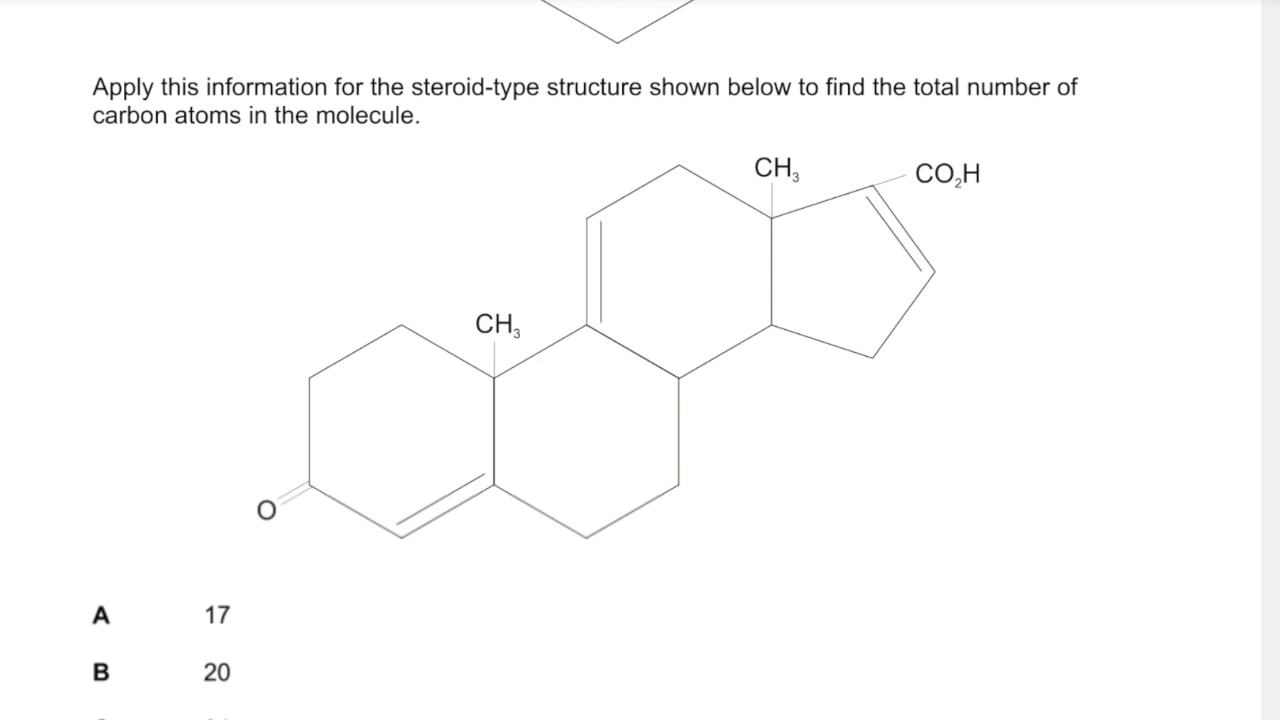 Apply this information for the steroid-type structure shown below to find the total number of
carbon atoms in the molecule.
CH₃
CO₂H
CH₃
O
A 17
B 20